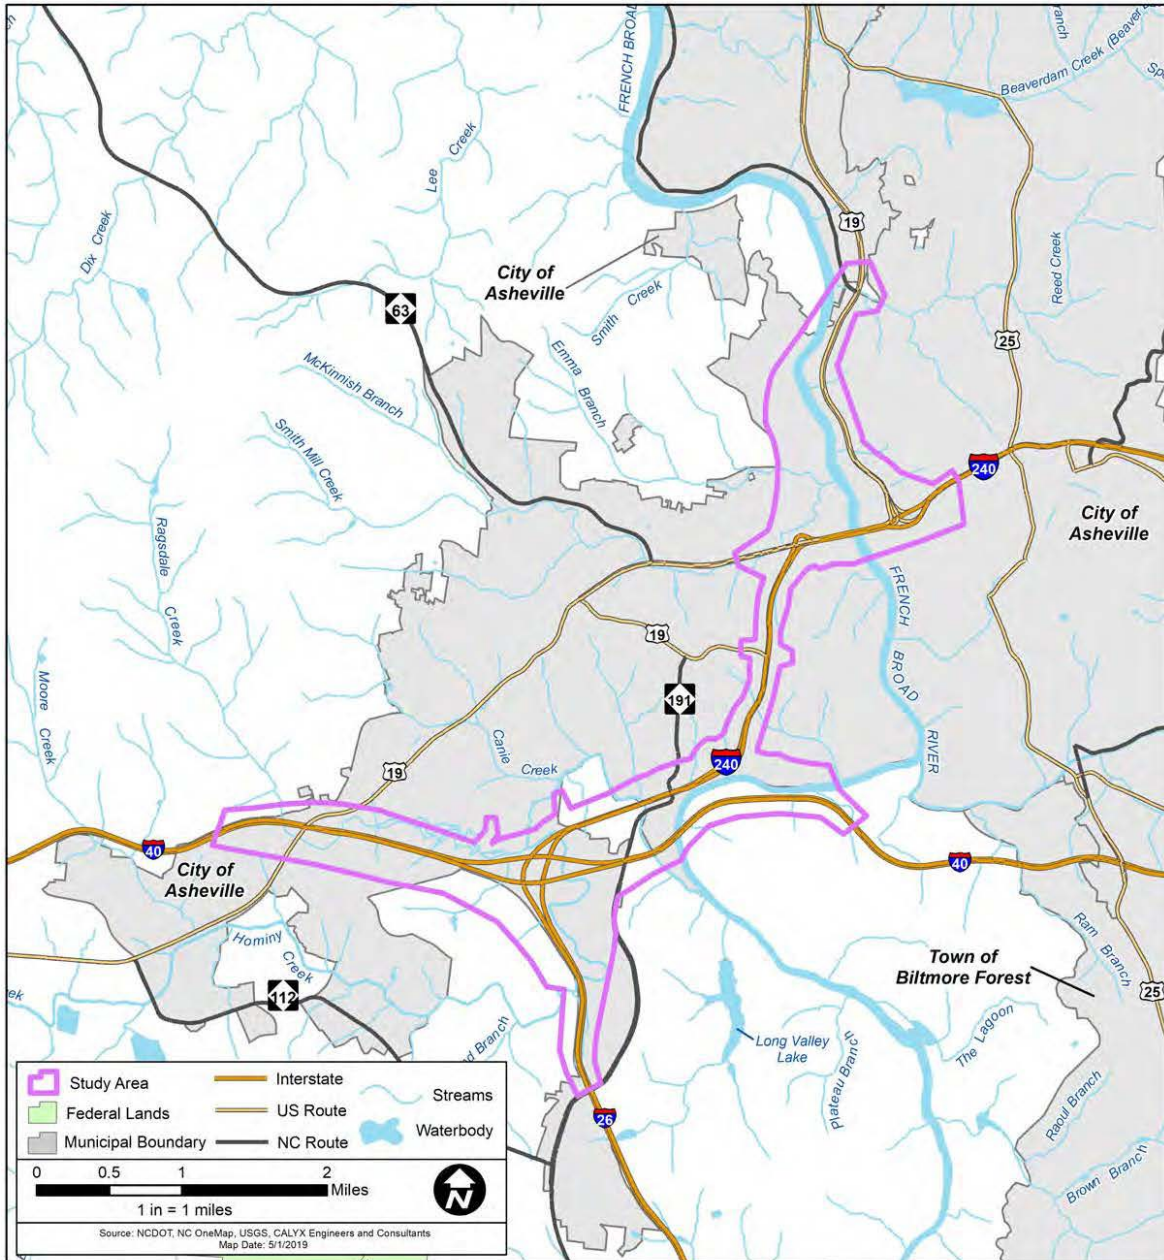 FRENCH BROAD
Branch
Beaverdam Creek (Beaver
Lee Creek
Dix Creek
City of
Asheville
19
Reed Creek
Smith Creek
63
25
Emma
Branch
McKinnish Branch
Smith Mill Creek
240
Ragsdale
Creek
City of
Asheville
FRENCH
BROAD
RIVER
19
Moore Creek
191
Canie
Creek
19
240
40
City of
Asheville
40
Hominy
Creek
Ram Branch
Town of
Biltmore Forest
112
25
The Lagoon
Long Valley
Lake
Plateau Branch
Branch
Raoul Branch
Brown Branch
26
Study Area
Interstate
Streams
Federal Lands
US Route
Waterbody
Municipal Boundary
NC Route
0 0.5 1 2
Miles
1 in = 1 miles
N
Source: NCDOT, NC OneMap, USGS, CALYX Engineers and Consultants
Map Date: 5/1/2019